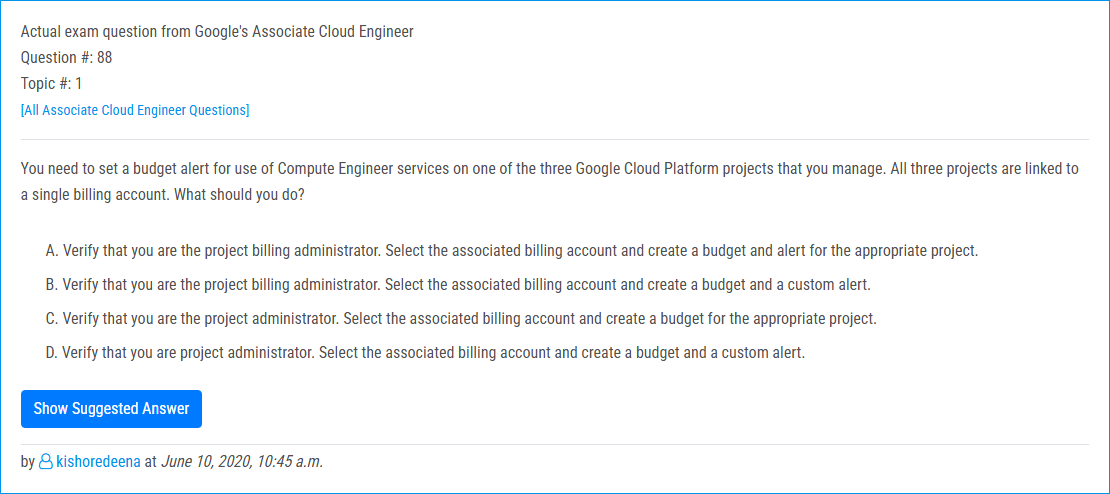 Actual exam question from Google's Associate Cloud Engineer
Question #: 88
Topic #: 1
[All Associate Cloud Engineer Questions]
You need to set a budget alert for use of Compute Engineer services on one of the three Google Cloud Platform projects that you manage. All three projects are linked to
a single billing account. What should you do?
A. Verify that you are the project billing administrator. Select the associated billing account and create a budget and alert for the appropriate project.
B. Verify that you are the project billing administrator. Select the associated billing account and create a budget and a custom alert.
C. Verify that you are the project administrator. Select the associated billing account and create a budget for the appropriate project.
D. Verify that you are project administrator. Select the associated billing account and create a budget and a custom alert.
Show Suggested Answer
by kishoredeena at June 10, 2020, 10:45 a.m.